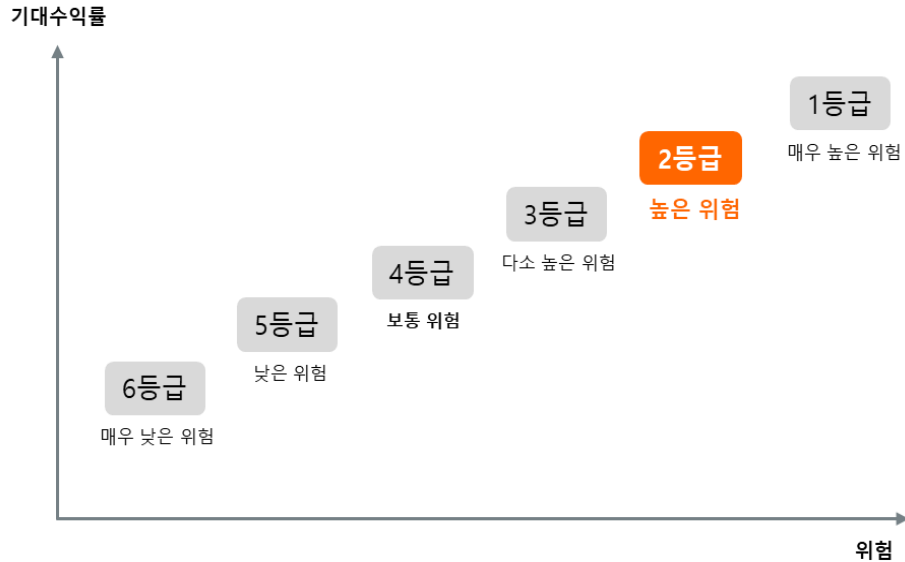 기대수익률
1등급
매우 높은 위험
2등급
높은 위험
3등급
다소 높은 위험
4등급
보통 위험
5등급
낮은 위험
6등급
매우 낮은 위험
위험